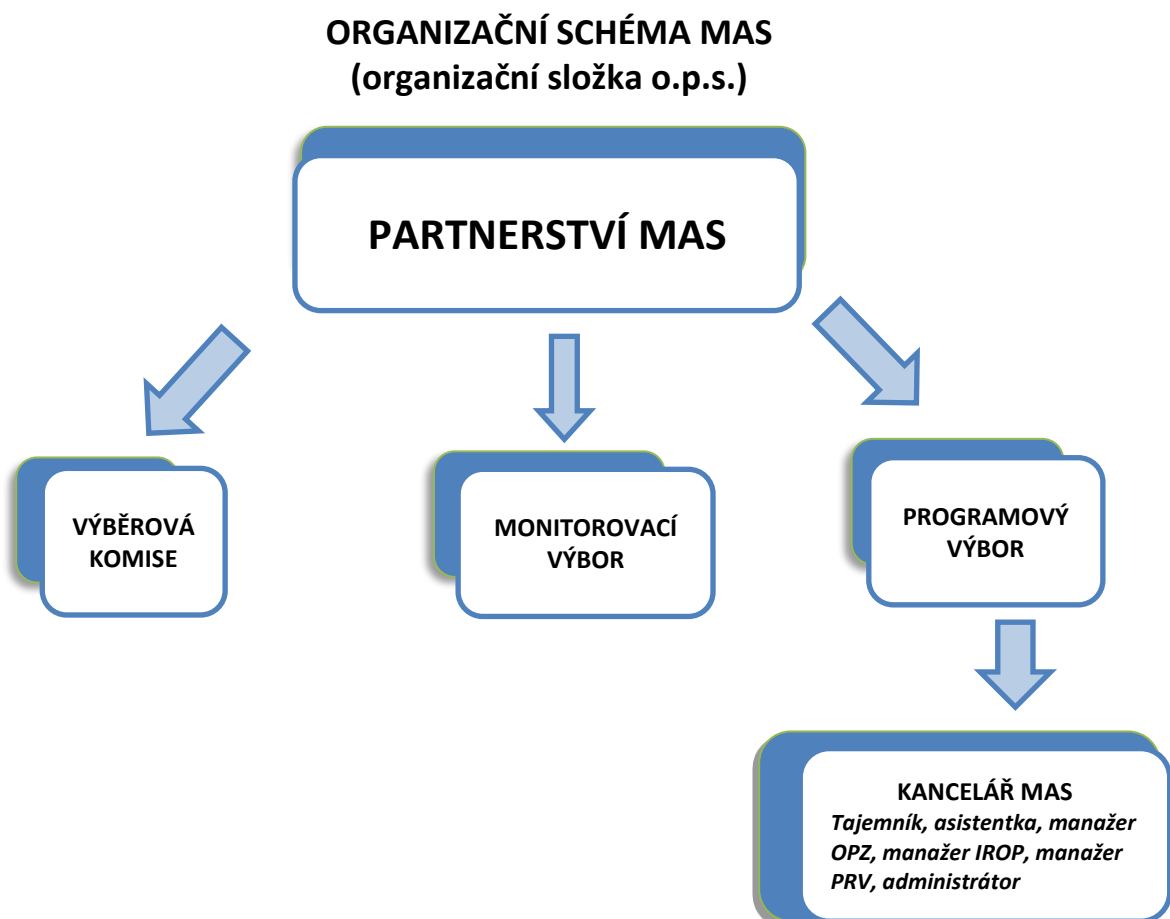 ORGANIZAČNÍ SCHÉMA MAS
(organizační složka o.p.s.)
PARTNERSTVÍ MAS
VÝBĚROVÁ
KOMISE
MONITOROVACÍ
VÝBOR
PROGRAMOVÝ
VÝBOR
KANCELÁŘ MAS
Tajemník, asistentka, manažer
OPZ, manažer IROP, manažer
PRV, administrátor